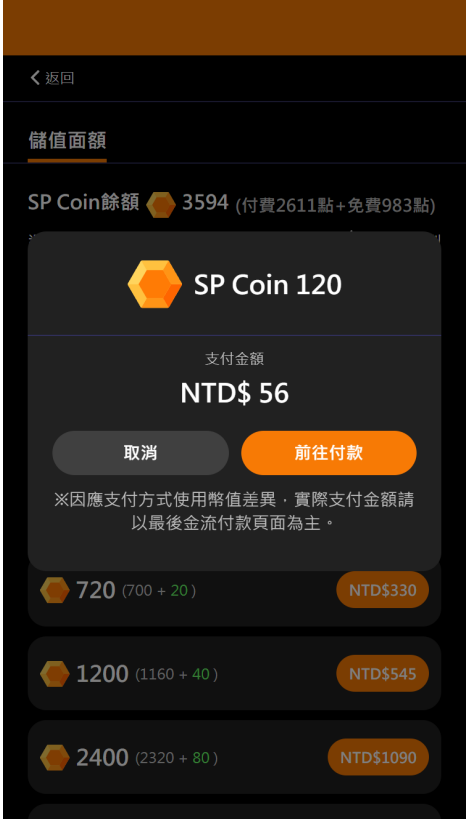 返回
儲值面額
SP Coin餘額 3594 (付費2611點+免費983點)
SP Coin 120
支付金額
NTD$ 56
取消 前往付款
※因應支付方式使用幣值差異，實際支付金額請
以最後金流付款頁面為主。
720 (700 + 20) NTD$330
1200 (1160 + 40) NTD$545
2400 (2320 + 80) NTD$1090